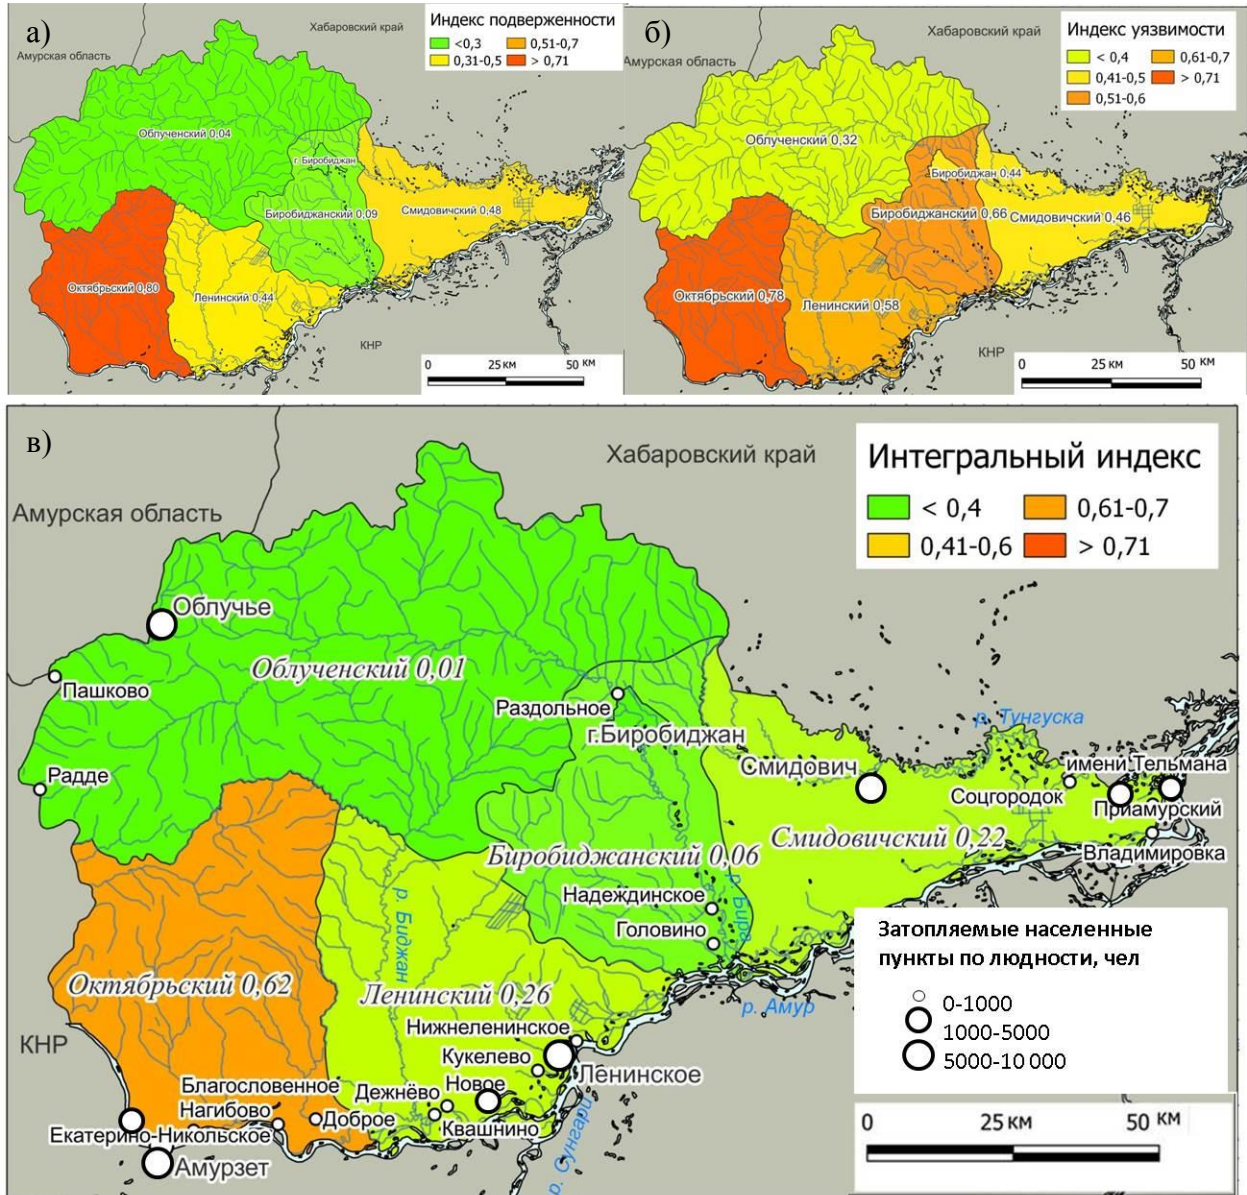 а)
Индекс подверженности
<0,3
0,51-0,7
0,31-0,5
> 0,71
Хабаровский край
Амурская область
Облученский 0,04
г. Биробиджан
Биробиджанский 0,09
Смидовичский 0,48
Октябрьский 0,80
Ленинский 0,44
КНР
0
25 км
50
км
б)
Индекс уязвимости
< 0,4
0,61-0,7
0,41-0,5
> 0,71
0,51-0,6
Хабаровский край
Амурская область
Облученский 0,32
Биробиджан 0,44
Биробиджанский 0,66
Смидовичский 0,46
Октябрьский 0,78
Ленинский 0,58
КНР
0
25 км
50
км
в)
Хабаровский край
Интегральный индекс
< 0,4
0,61-0,7
0,41-0,6
> 0,71
Амурская область
Облучье
Облученский 0,01
Пашково
Раздольное
г.Биробиджан
р. Тунгуска
Смидович
имени Тельмана
Радде
Соцгородок
Приамурский
Смидовичский 0,22
Владимировка
Биробиджанский 0,06
р. Бира
Надеждинское
Головино
р. Биджан
Октябрьский 0,62
Ленинский 0,26
р. Амур
КНР
Нижнеленинское
Кукелево
Ленинское
Благословенное
Дежнёво
Новое
Нагибово
Доброе
Квашнино
Екатерино-Никольское
Амурзет
р. Сунгари
Затопляемые населенные
пункты по людности, чел
0-1000
1000-5000
5000-10 000
0
25 км
50
км